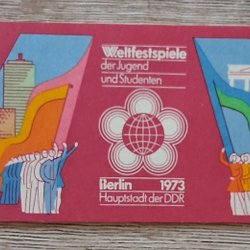 Weltfestspiele
der Jugend
und Studenten
Berlin 1973
Hauptstadt der DDR